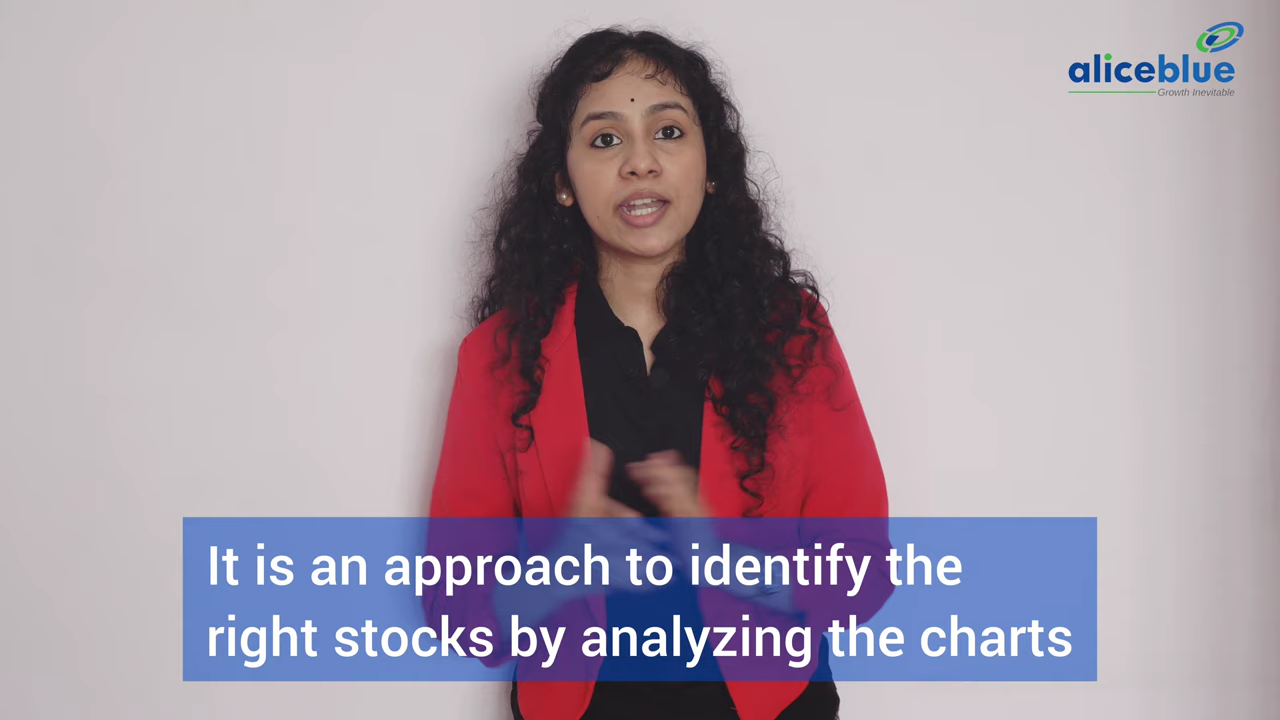 aliceblue
Growth Inevitable
It is an approach to identify the
right stocks by analyzing the charts